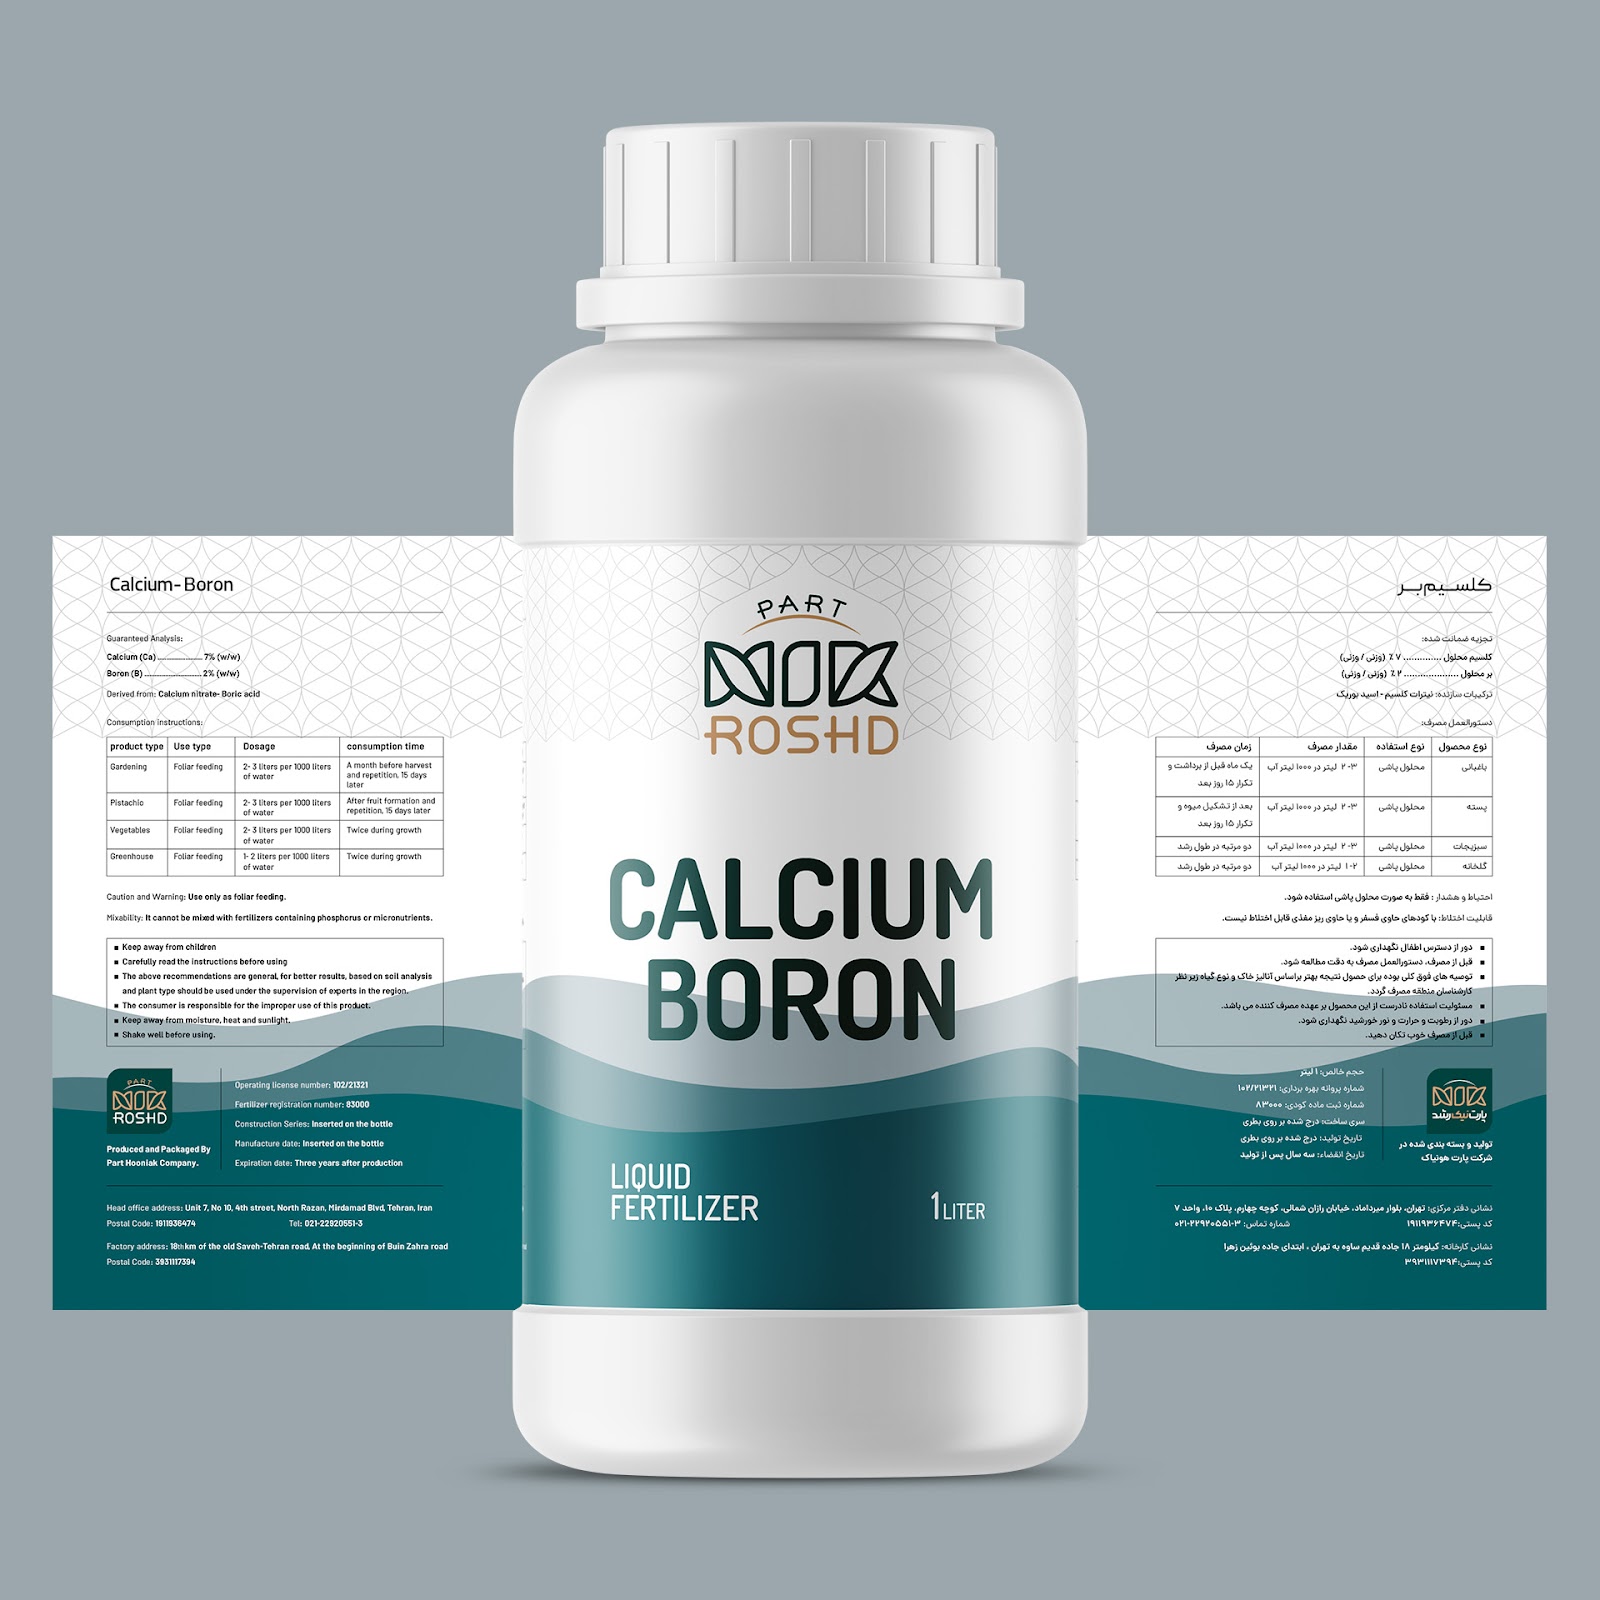 Calcium-Boron
Guaranteed Analysis:
Calcium (Ca) ..................... 7% (w/w)
Boron (B) ........................... 2% (w/w)
Derived from: Calcium nitrate- Boric acid
Consumption instructions:
product type Use type Dosage consumption time
Gardening Foliar feeding 2- 3 liters per 1000 liters of water A month before harvest and repetition, 15 days later
Pistachio Foliar feeding 2- 3 liters per 1000 liters of water After fruit formation and repetition, 15 days later
Vegetables Foliar feeding 2- 3 liters per 1000 liters of water Twice during growth
Greenhouse Foliar feeding 1- 2 liters per 1000 liters of water Twice during growth
Caution and Warning: Use only as foliar feeding.
Mixability: It cannot be mixed with fertilizers containing phosphorus or micronutrients.
■ Keep away from children
■ Carefully read the instructions before using
■ The above recommendations are general, for better results, based on soil analysis
and plant type should be used under the supervision of experts in the region.
■ The consumer is responsible for the improper use of this product.
■ Keep away from moisture, heat and sunlight.
■ Shake well before using.
PART
NIK
ROSHD
Produced and Packaged By
Part Hooniak Company.
Operating license number: 102/21321
Fertilizer registration number: 83000
Construction Series: Inserted on the bottle
Manufacture date: Inserted on the bottle
Expiration date: Three years after production
Head office address: Unit 7, No 10, 4th street, North Razan, Mirdamad Blvd, Tehran, Iran
Postal Code: 1911936474 Tel: 021-22920551-3
Factory address: 18th km of the old Saveh-Tehran road, At the beginning of Buin Zahra road
Postal Code: 3931117394
PART
NIK
ROSHD
CALCIUM
BORON
LIQUID
FERTILIZER
1 LITER
کلسیم‌بر
تجزیه ضمانت شده:
کلسیم محلول .............. ۷ ٪ (وزنی / وزنی)
بر محلول .................... ۲ ٪ (وزنی / وزنی)
ترکیبات سازنده: نیترات کلسیم - اسید بوریک
دستورالعمل مصرف:
نوع محصول نوع استفاده مقدار مصرف زمان مصرف
باغبانی محلول پاشی ۳-۲ لیتر در ۱۰۰۰ لیتر آب یک ماه قبل از برداشت و تکرار ۱۵ روز بعد
پسته محلول پاشی ۳-۲ لیتر در ۱۰۰۰ لیتر آب بعد از تشکیل میوه و تکرار ۱۵ روز بعد
سبزیجات محلول پاشی ۳-۲ لیتر در ۱۰۰۰ لیتر آب دو مرتبه در طول رشد
گلخانه محلول پاشی ۲-۱ لیتر در ۱۰۰۰ لیتر آب دو مرتبه در طول رشد
احتیاط و هشدار : فقط به صورت محلول پاشی استفاده شود.
قابلیت اختلاط: با کودهای حاوی فسفر و یا حاوی ریز مغذی قابل اختلاط نیست.
■ دور از دسترس اطفال نگهداری شود.
■ قبل از مصرف، دستورالعمل مصرف به دقت مطالعه شود.
■ توصیه های فوق کلی بوده برای حصول نتیجه بهتر براساس آنالیز خاک و نوع گیاه زیر نظر
کارشناسان منطقه مصرف گردد.
■ مسئولیت استفاده نادرست از این محصول بر عهده مصرف کننده می باشد.
■ دور از رطوبت و حرارت و نور خورشید نگهداری شود.
■ قبل از مصرف خوب تکان دهید.
NIK
پارت‌نیک‌رشد
تولید و بسته بندی شده در
شرکت پارت هونیاک
حجم خالص: ۱ لیتر
شماره پروانه بهره برداری: ۱۰۲/۲۱۳۲۱
شماره ثبت ماده کودی: ۸۳۰۰۰
سری ساخت: درج شده بر روی بطری
تاریخ تولید: درج شده بر روی بطری
تاریخ انقضاء: سه سال پس از تولید
نشانی دفتر مرکزی: تهران، بلوار میرداماد، خیابان رازان شمالی، کوچه چهارم، پلاک ۱۰، واحد ۷
کد پستی:۱۹۱۱۹۳۶۴۷۴ شماره تماس: ۳-۰۲۱-۲۲۹۲۰۵۵۱
نشانی کارخانه: کیلومتر ۱۸ جاده قدیم ساوه به تهران ، ابتدای جاده بوئین زهرا
کد پستی:۳۹۳۱۱۱۷۳۹۴